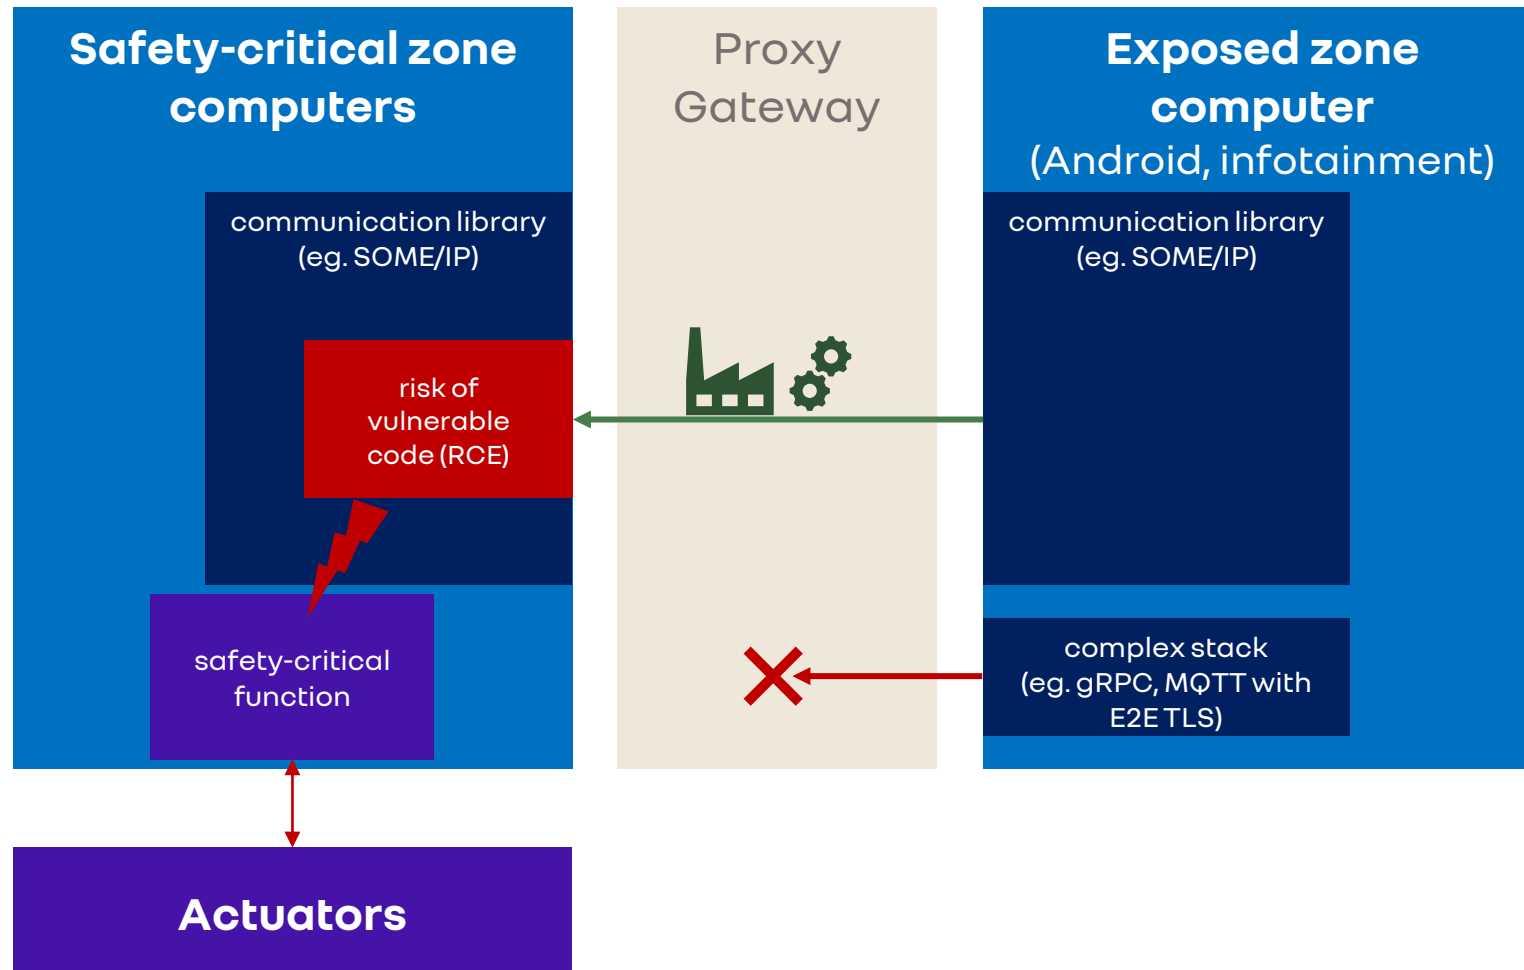 Safety-critical zone
computers
communication library
(eg. SOME/IP)
risk of
vulnerable
code (RCE)
safety-critical
function
Actuators
Proxy
Gateway
Exposed zone
computer
(Android, infotainment)
communication library
(eg. SOME/IP)
complex stack
(eg. gRPC, MQTT with
E2E TLS)